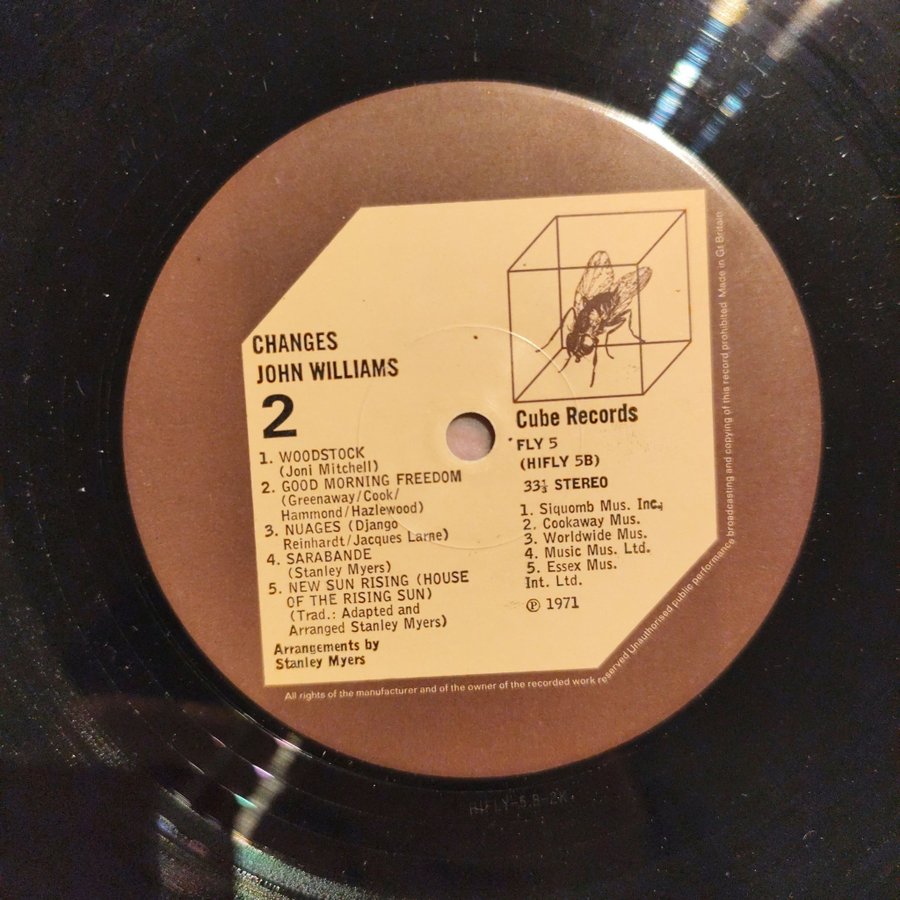 CHANGES
JOHN WILLIAMS
2
1. WOODSTOCK
(Joni Mitchell)
2. GOOD MORNING FREEDOM
(Greenaway/Cook/
Hammond/Hazlewood)
3. NUAGES (Django
Reinhardt/Jacques Larne)
4. SARABANDE
(Stanley Myers)
5. NEW SUN RISING (HOUSE
OF THE RISING SUN)
(Trad.: Adapted and
Arranged Stanley Myers)
Arrangements by
Stanley Myers
Cube Records
FLY 5
(HIFLY 5B)
33⅓ STEREO
1. Siquomb Mus. Inc.
2. Cookaway Mus.
3. Worldwide Mus.
4. Music Mus. Ltd.
5. Essex Mus.
Int. Ltd.
℗ 1971
All rights of the manufacturer and of the owner of the recorded work reserved Unauthorised public performance broadcasting and copying of this record prohibited Made in Gt Britain